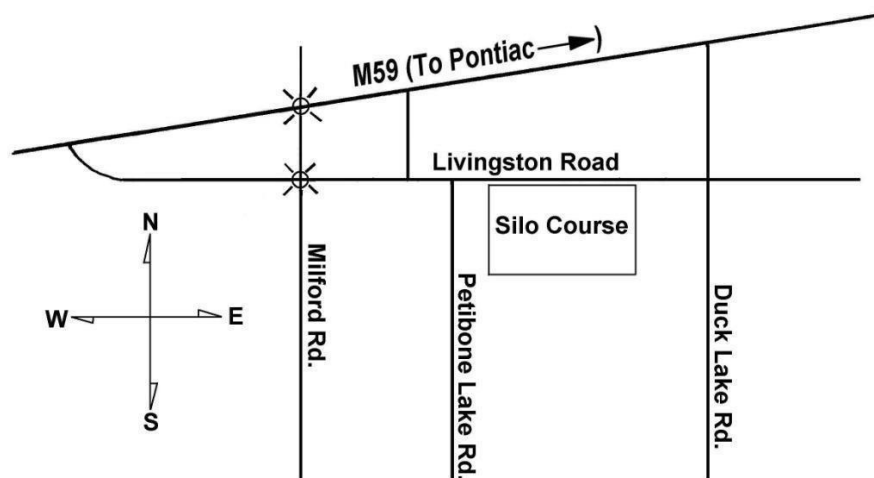 M59 (To Pontiac )
Livingston Road
Silo Course
N
W
E
S
Milford Rd.
Petibone Lake Rd.
Duck Lake Rd.